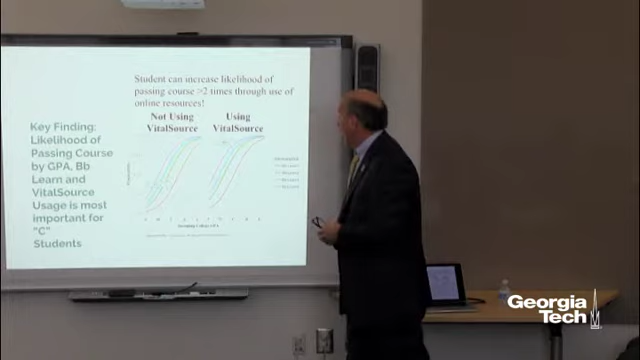 Student can increase likelihood of
passing course >2 times through use of
online resources!
Not Using
VitalSource
Using
VitalSource
Key Finding:
Likelihood of
Passing Course
by GPA, Bb
Learn and
VitalSource
Usage is most
important for
"C"
Students
Georgia
Tech